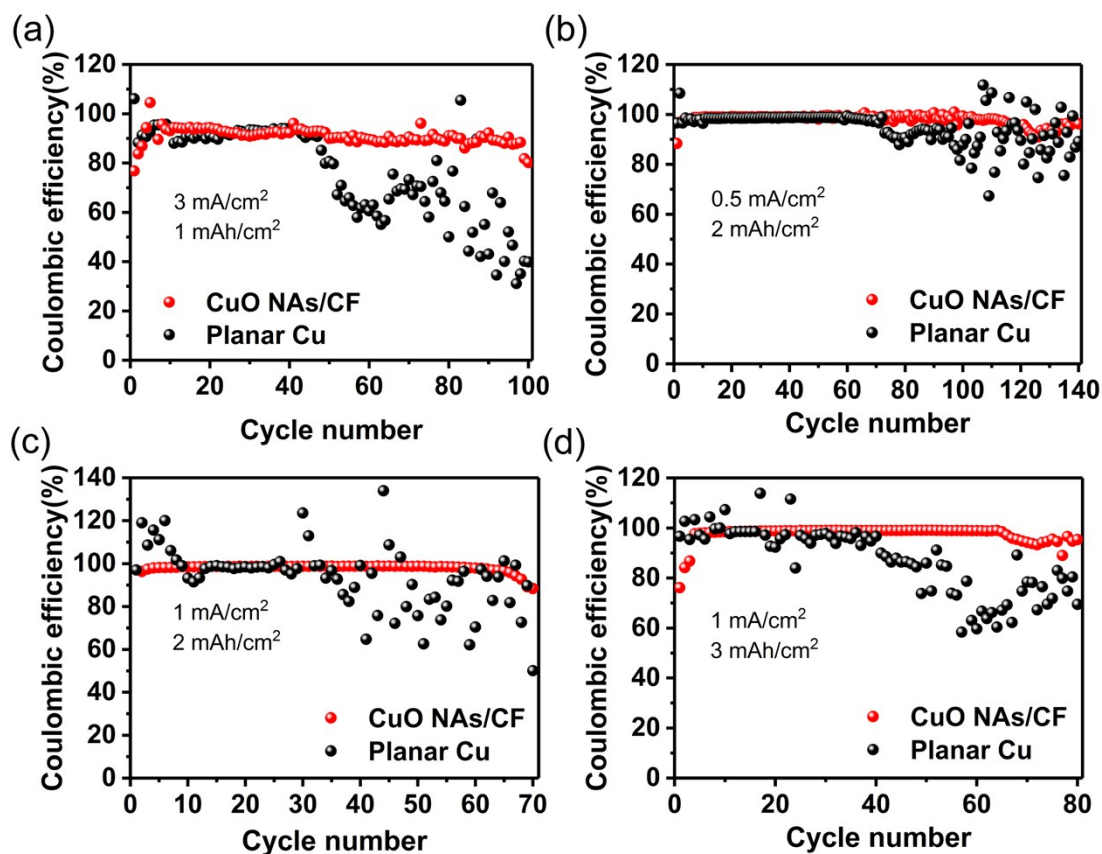 (a)
Coulombic efficiency(%)
120
100
80
60
40
20
0
3 mA/cm²
1 mAh/cm²
CuO NAs/CF
Planar Cu
0 20 40 60 80 100
Cycle number
(b)
Coulombic efficiency(%)
120
100
80
60
40
20
0
0.5 mA/cm²
2 mAh/cm²
CuO NAs/CF
Planar Cu
0 20 40 60 80 100 120 140
Cycle number
(c)
Coulombic efficiency(%)
140
120
100
80
60
40
20
0
1 mA/cm²
2 mAh/cm²
CuO NAs/CF
Planar Cu
0 10 20 30 40 50 60 70
Cycle number
(d)
Coulombic efficiency(%)
120
100
80
60
40
20
0
1 mA/cm²
3 mAh/cm²
CuO NAs/CF
Planar Cu
0 20 40 60 80
Cycle number